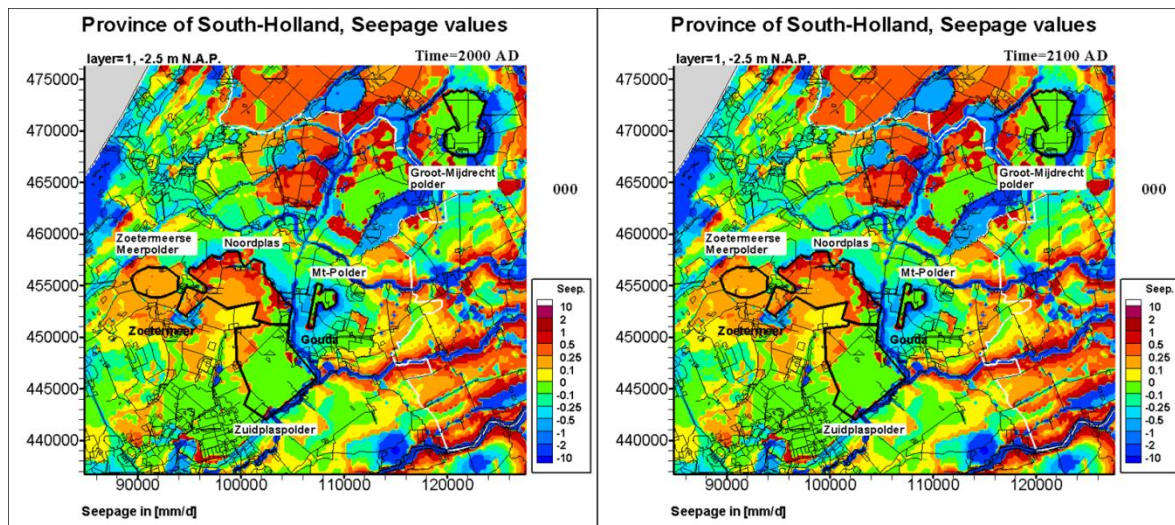 Province of South-Holland, Seepage values
layer=1, -2.5 m N.A.P.
Time=2000 AD
475000
470000
465000
460000
455000
450000
445000
440000
Groot-Mijdrecht
polder
Zoetermeerse
Meerpolder
Noordplas
Mt-Polder
Zoetermeer
Gouda
Zuidplaspolder
000
Seep.
10
2
1
0.5
0.25
0.1
0
-0.1
-0.25
-0.5
-1
-2
-10
90000 100000 110000 120000
Seepage in [mm/d]
Province of South-Holland, Seepage values
layer=1, -2.5 m N.A.P.
Time=2100 AD
475000
470000
465000
460000
455000
450000
445000
440000
Groot-Mijdrecht
polder
Zoetermeerse
Meerpolder
Noordplas
Mt-Polder
Zoetermeer
Gouda
Zuidplaspolder
000
Seep.
10
2
1
0.5
0.25
0.1
0
-0.1
-0.25
-0.5
-1
-2
-10
90000 100000 110000 120000
Seepage in [mm/d]